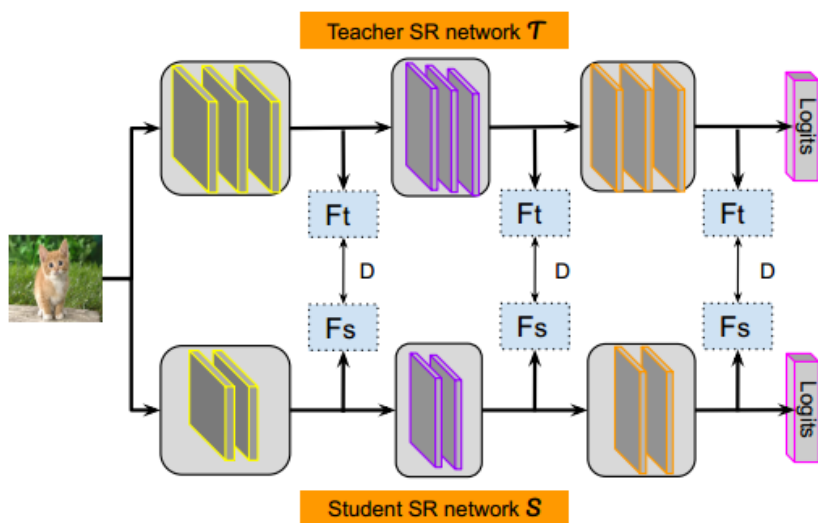 Teacher SR network 𝒯
Logits
Ft
Ft
Ft
D
D
D
Fs
Fs
Fs
Logits
Student SR network 𝒮